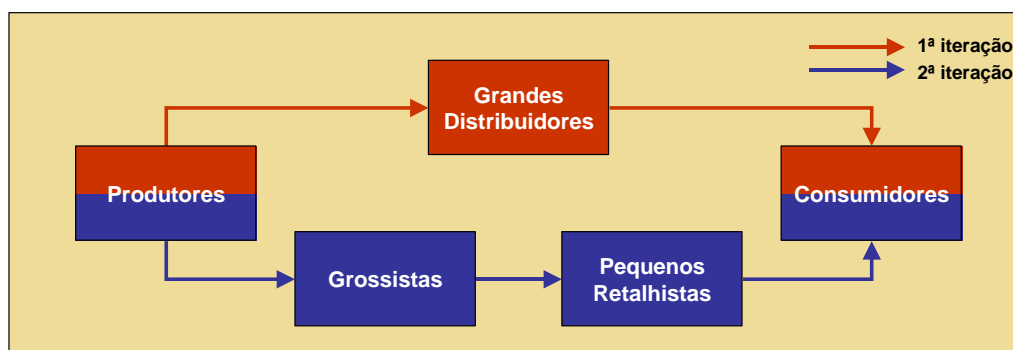 1ª iteração
2ª iteração
Grandes
Distribuidores
Produtores
Consumidores
Grossistas
Pequenos
Retalhistas